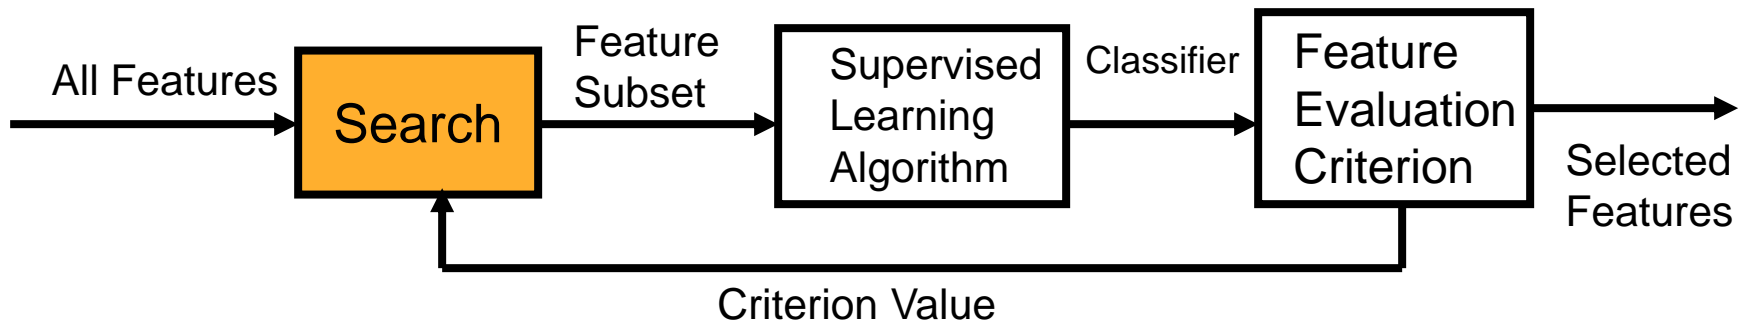 All Features
Search
Feature
Subset
Supervised
Learning
Algorithm
Classifier
Feature
Evaluation
Criterion
Selected
Features
Criterion Value